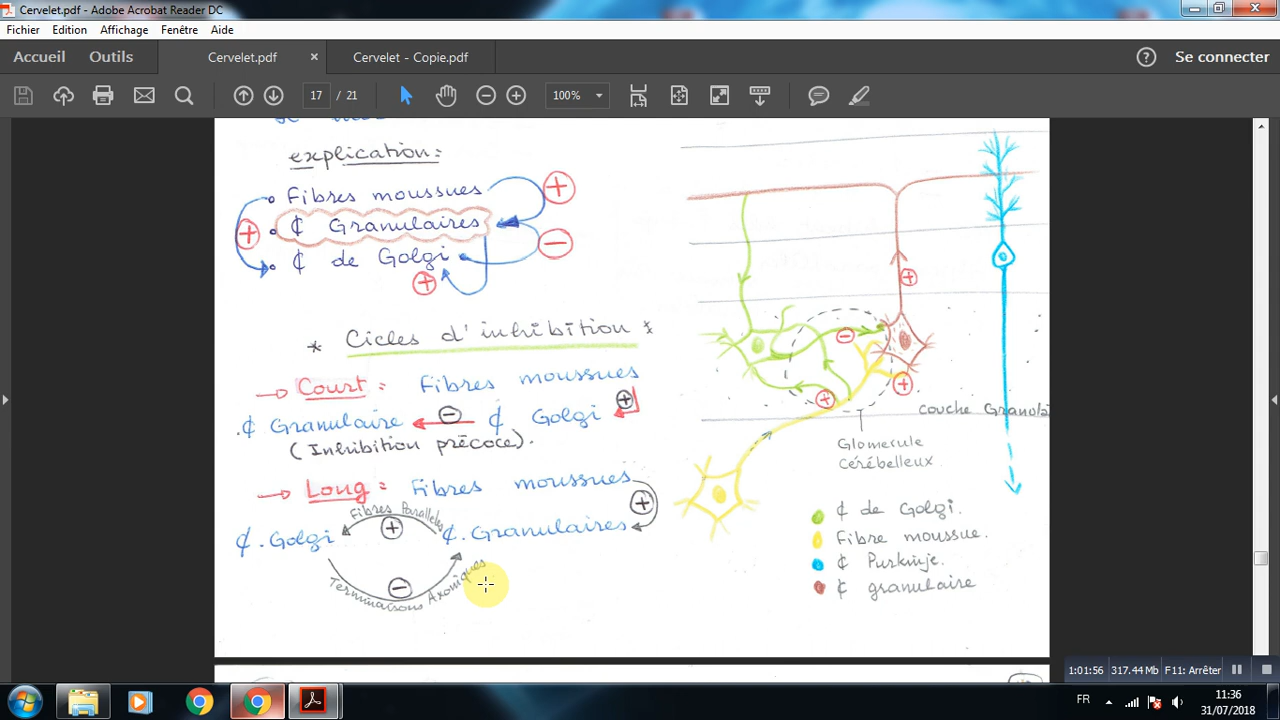 Cervelet.pdf - Adobe Acrobat Reader DC
Fichier Edition Affichage Fenêtre Aide
Accueil Outils Cervelet.pdf × Cervelet - Copie.pdf ? Se connecter
17 / 21 100%
explication:
Fibres moussues
+
₵ Granulaires
+
₵ de Golgi
−
+
* Cicles d'inhibition *
→ Court : Fibres moussues
+
.₵ Granulaire − ₵ Golgi
(Inhibition précoce).
→ Long : Fibres moussues
+
Fibres Paralleles
₵.Golgi + ₵.Granulaires
−
Terminaisons Axoniques
+
−
+
+
Couche Granula
Glomerule
cérébelleux
₵ de Golgi.
Fibre moussue.
₵ Purkinje.
₵ granulaire
1:01:56 317.44 Mb F11: Arrêter
FR 11:36
31/07/2018